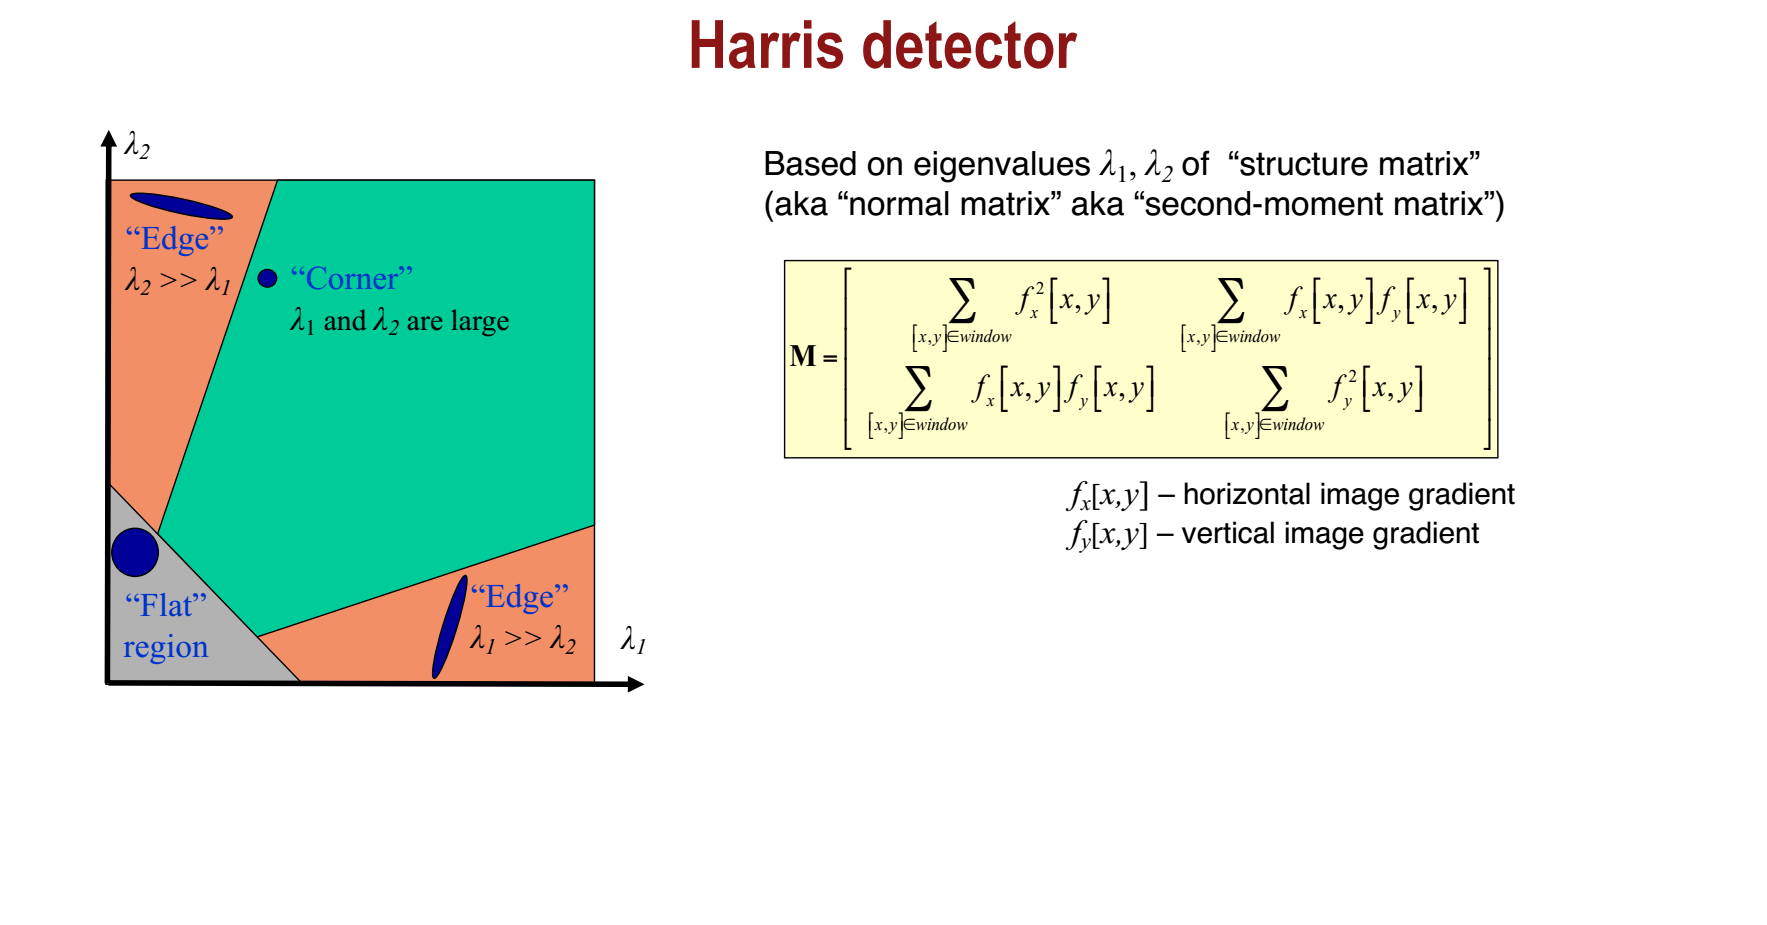 Harris detector
λ2
“Edge”
λ2 >> λ1
“Corner”
λ1 and λ2 are large
“Flat”
region
“Edge”
λ1 >> λ2
λ1
Based on eigenvalues λ1, λ2 of “structure matrix”
(aka “normal matrix” aka “second-moment matrix”)
M = [ ∑ fx²[x,y] ∑ fx[x,y]fy[x,y]
[x,y]∈window [x,y]∈window
∑ fx[x,y]fy[x,y] ∑ fy²[x,y] ]
[x,y]∈window [x,y]∈window
fx[x,y] – horizontal image gradient
fy[x,y] – vertical image gradient